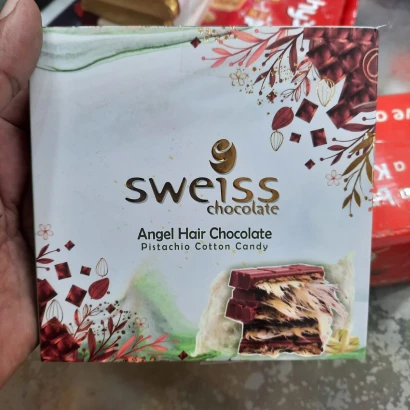 sweiss
chocolate
Angel Hair Chocolate
Pistachio Cotton Candy